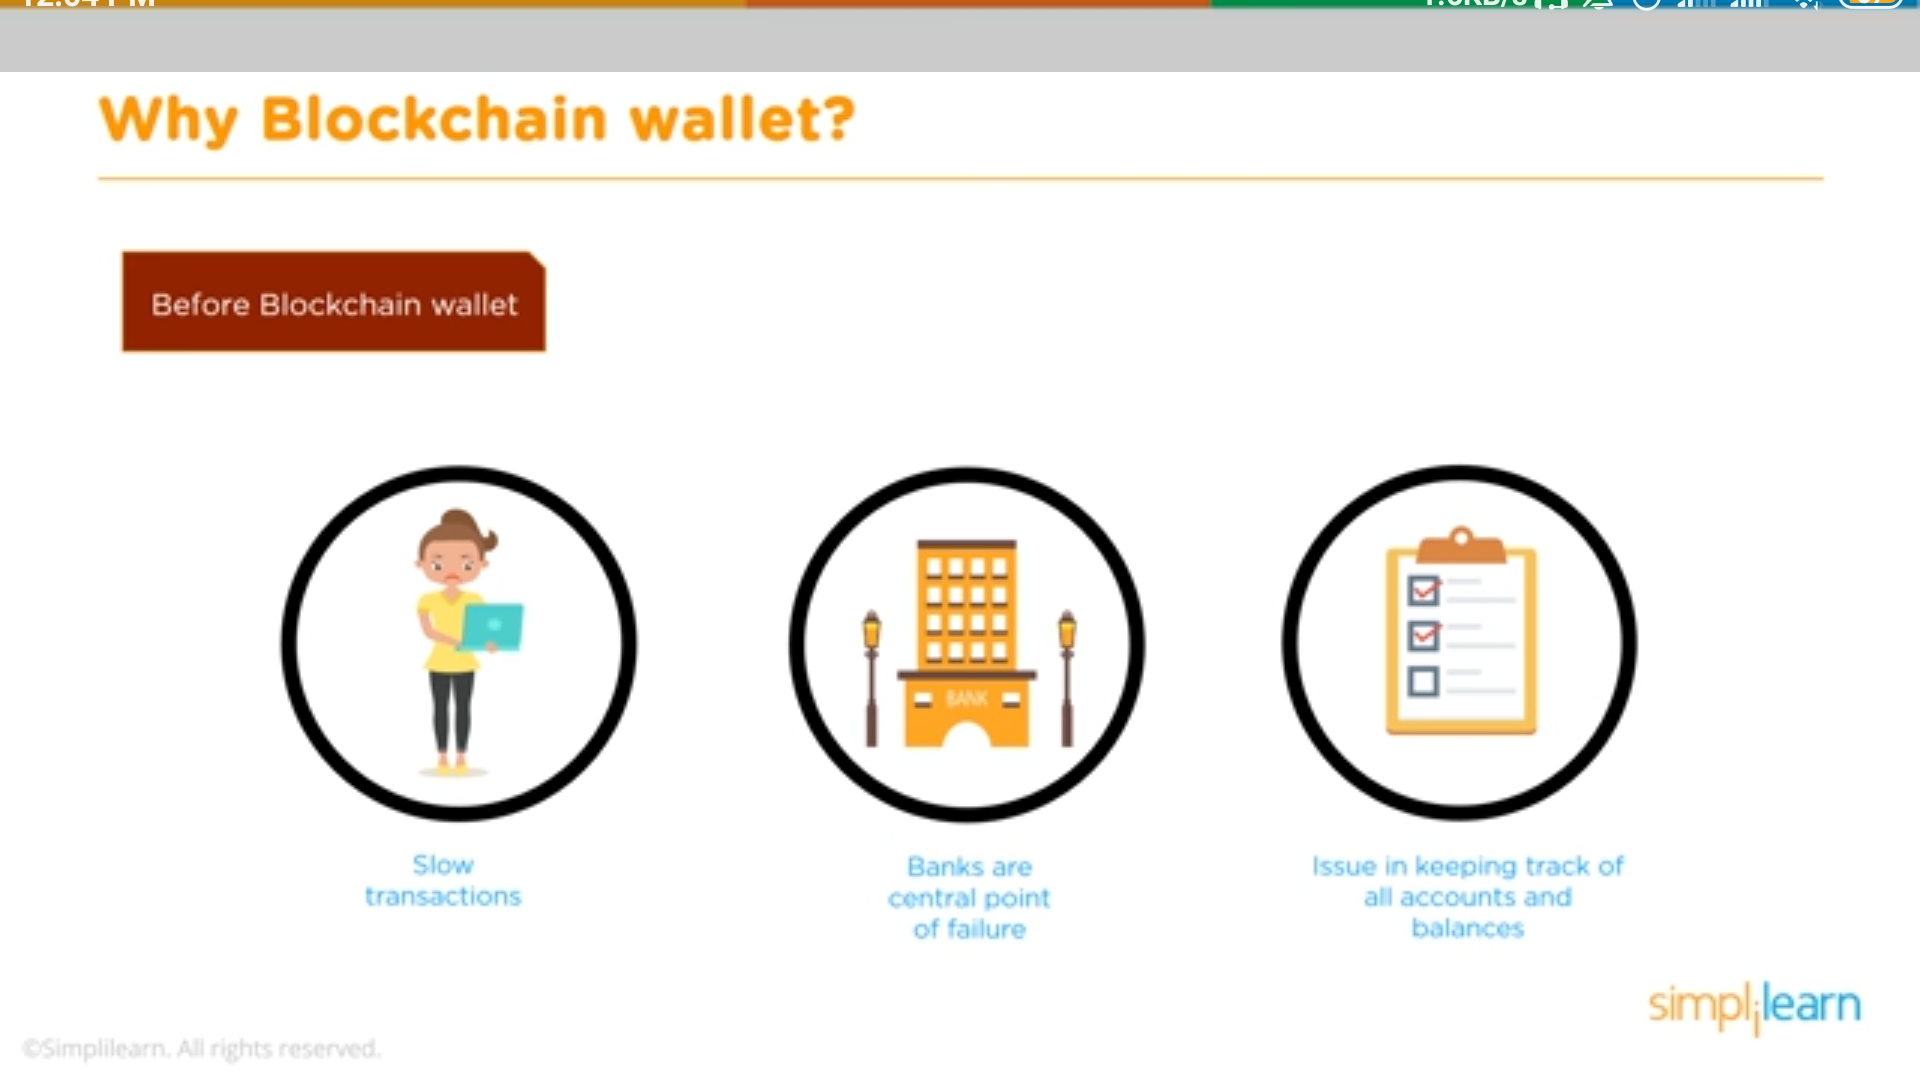 Why Blockchain wallet?
Before Blockchain wallet
BANK
Slow
transactions
Banks are
central point
of failure
Issue in keeping track of
all accounts and
balances
simplilearn
©Simplilearn. All rights reserved.